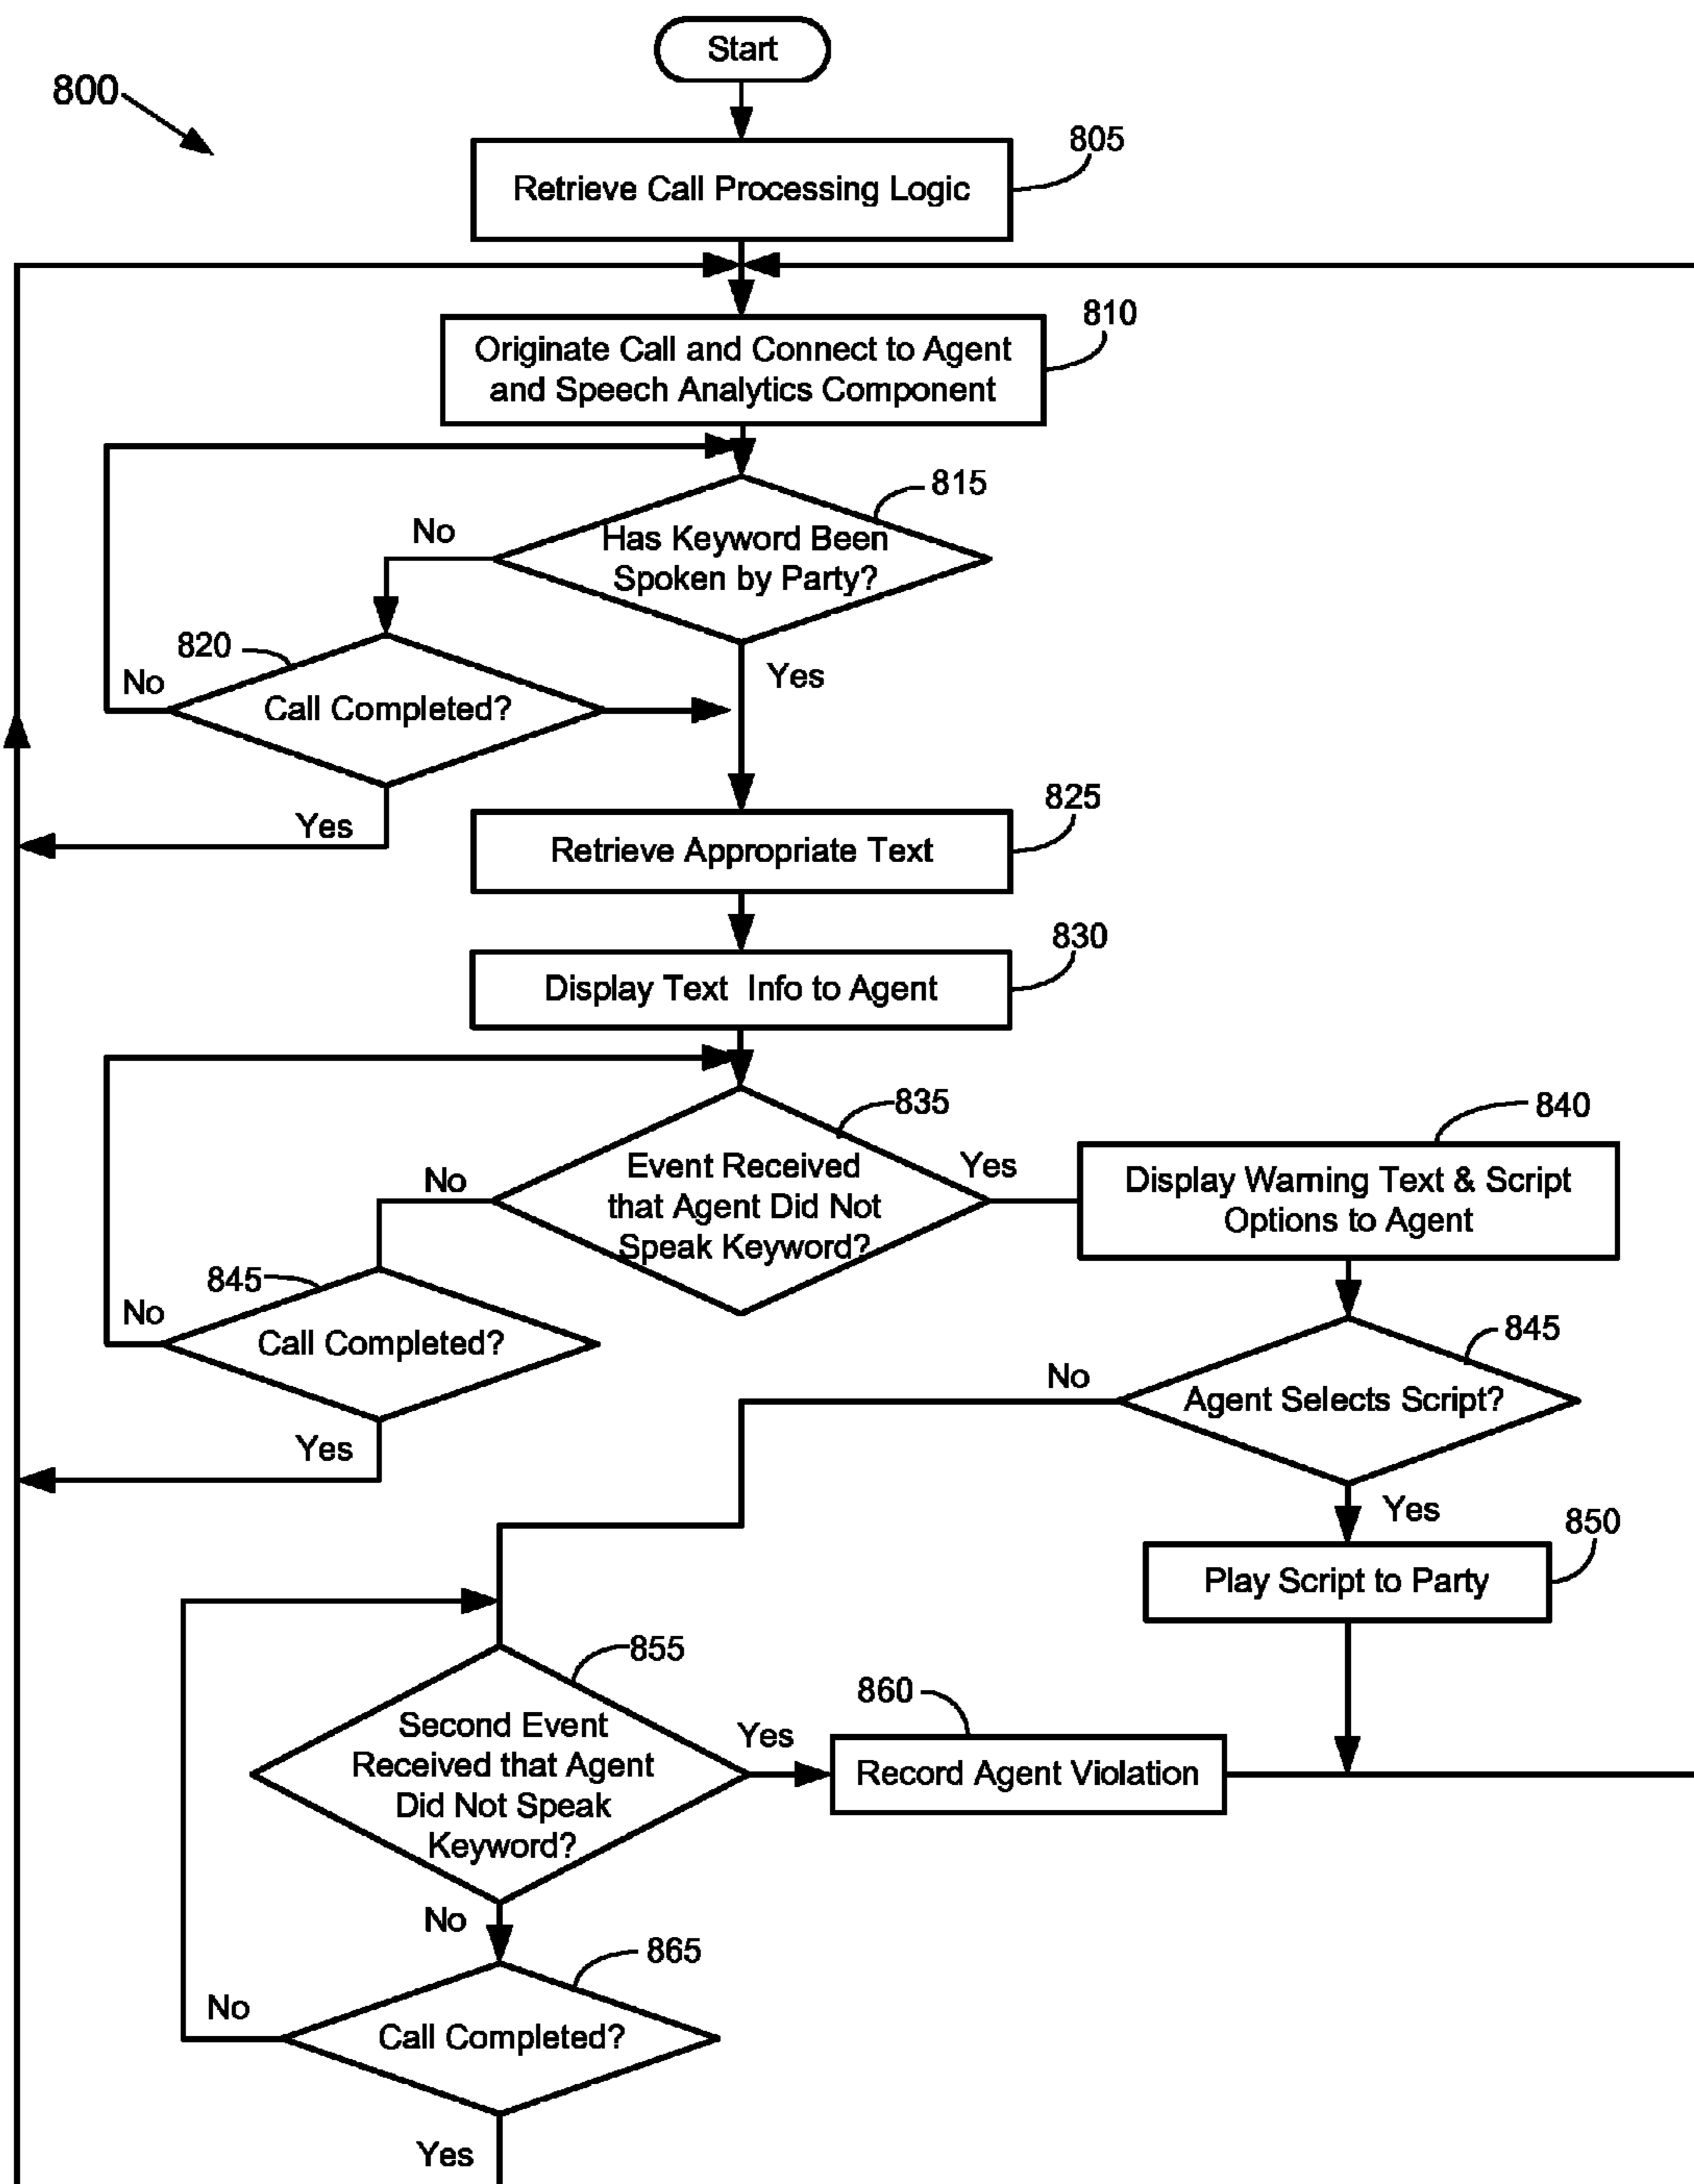 Start
800
805
Retrieve Call Processing Logic
810
Originate Call and Connect to Agent
and Speech Analytics Component
815
No
Has Keyword Been
Spoken by Party?
820
No
Yes
Call Completed?
Yes
825
Retrieve Appropriate Text
830
Display Text Info to Agent
835
840
No
Event Received
that Agent Did Not
Speak Keyword?
Yes
Display Warning Text & Script
Options to Agent
845
No
Call Completed?
Yes
845
No
Agent Selects Script?
Yes
850
Play Script to Party
855
860
Second Event
Received that Agent
Did Not Speak
Keyword?
Yes
Record Agent Violation
No
865
No
Call Completed?
Yes